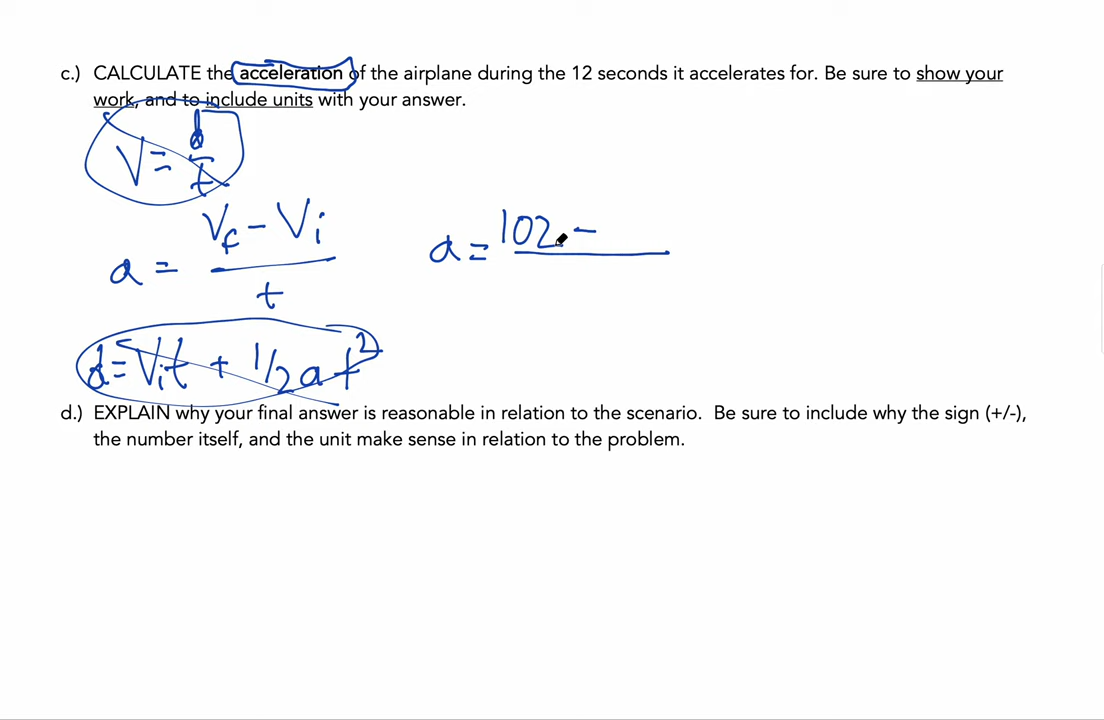 c.) CALCULATE the acceleration of the airplane during the 12 seconds it accelerates for. Be sure to show your
work, and to include units with your answer.
V = d/t
a = (Vf - Vi)/t
a = 102 -
d = Vit + 1/2 a t²
d.) EXPLAIN why your final answer is reasonable in relation to the scenario. Be sure to include why the sign (+/-),
the number itself, and the unit make sense in relation to the problem.